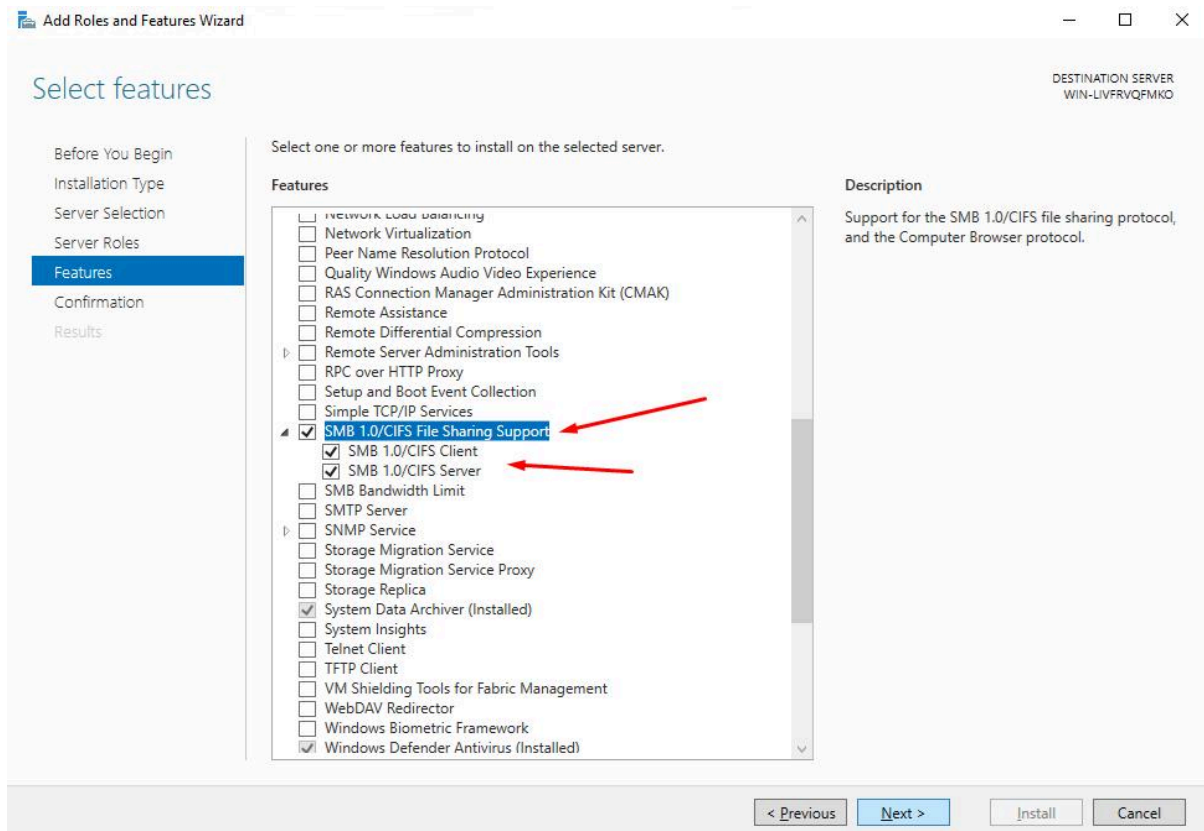 Add Roles and Features Wizard
Select features
DESTINATION SERVER
WIN-LIVFRVQFMKO
Before You Begin
Installation Type
Server Selection
Server Roles
Features
Confirmation
Results
Select one or more features to install on the selected server.
Features
Network Load Balancing
Network Virtualization
Peer Name Resolution Protocol
Quality Windows Audio Video Experience
RAS Connection Manager Administration Kit (CMAK)
Remote Assistance
Remote Differential Compression
Remote Server Administration Tools
RPC over HTTP Proxy
Setup and Boot Event Collection
Simple TCP/IP Services
SMB 1.0/CIFS File Sharing Support
SMB 1.0/CIFS Client
SMB 1.0/CIFS Server
SMB Bandwidth Limit
SMTP Server
SNMP Service
Storage Migration Service
Storage Migration Service Proxy
Storage Replica
System Data Archiver (Installed)
System Insights
Telnet Client
TFTP Client
VM Shielding Tools for Fabric Management
WebDAV Redirector
Windows Biometric Framework
Windows Defender Antivirus (Installed)
Description
Support for the SMB 1.0/CIFS file sharing protocol,
and the Computer Browser protocol.
< Previous
Next >
Install
Cancel